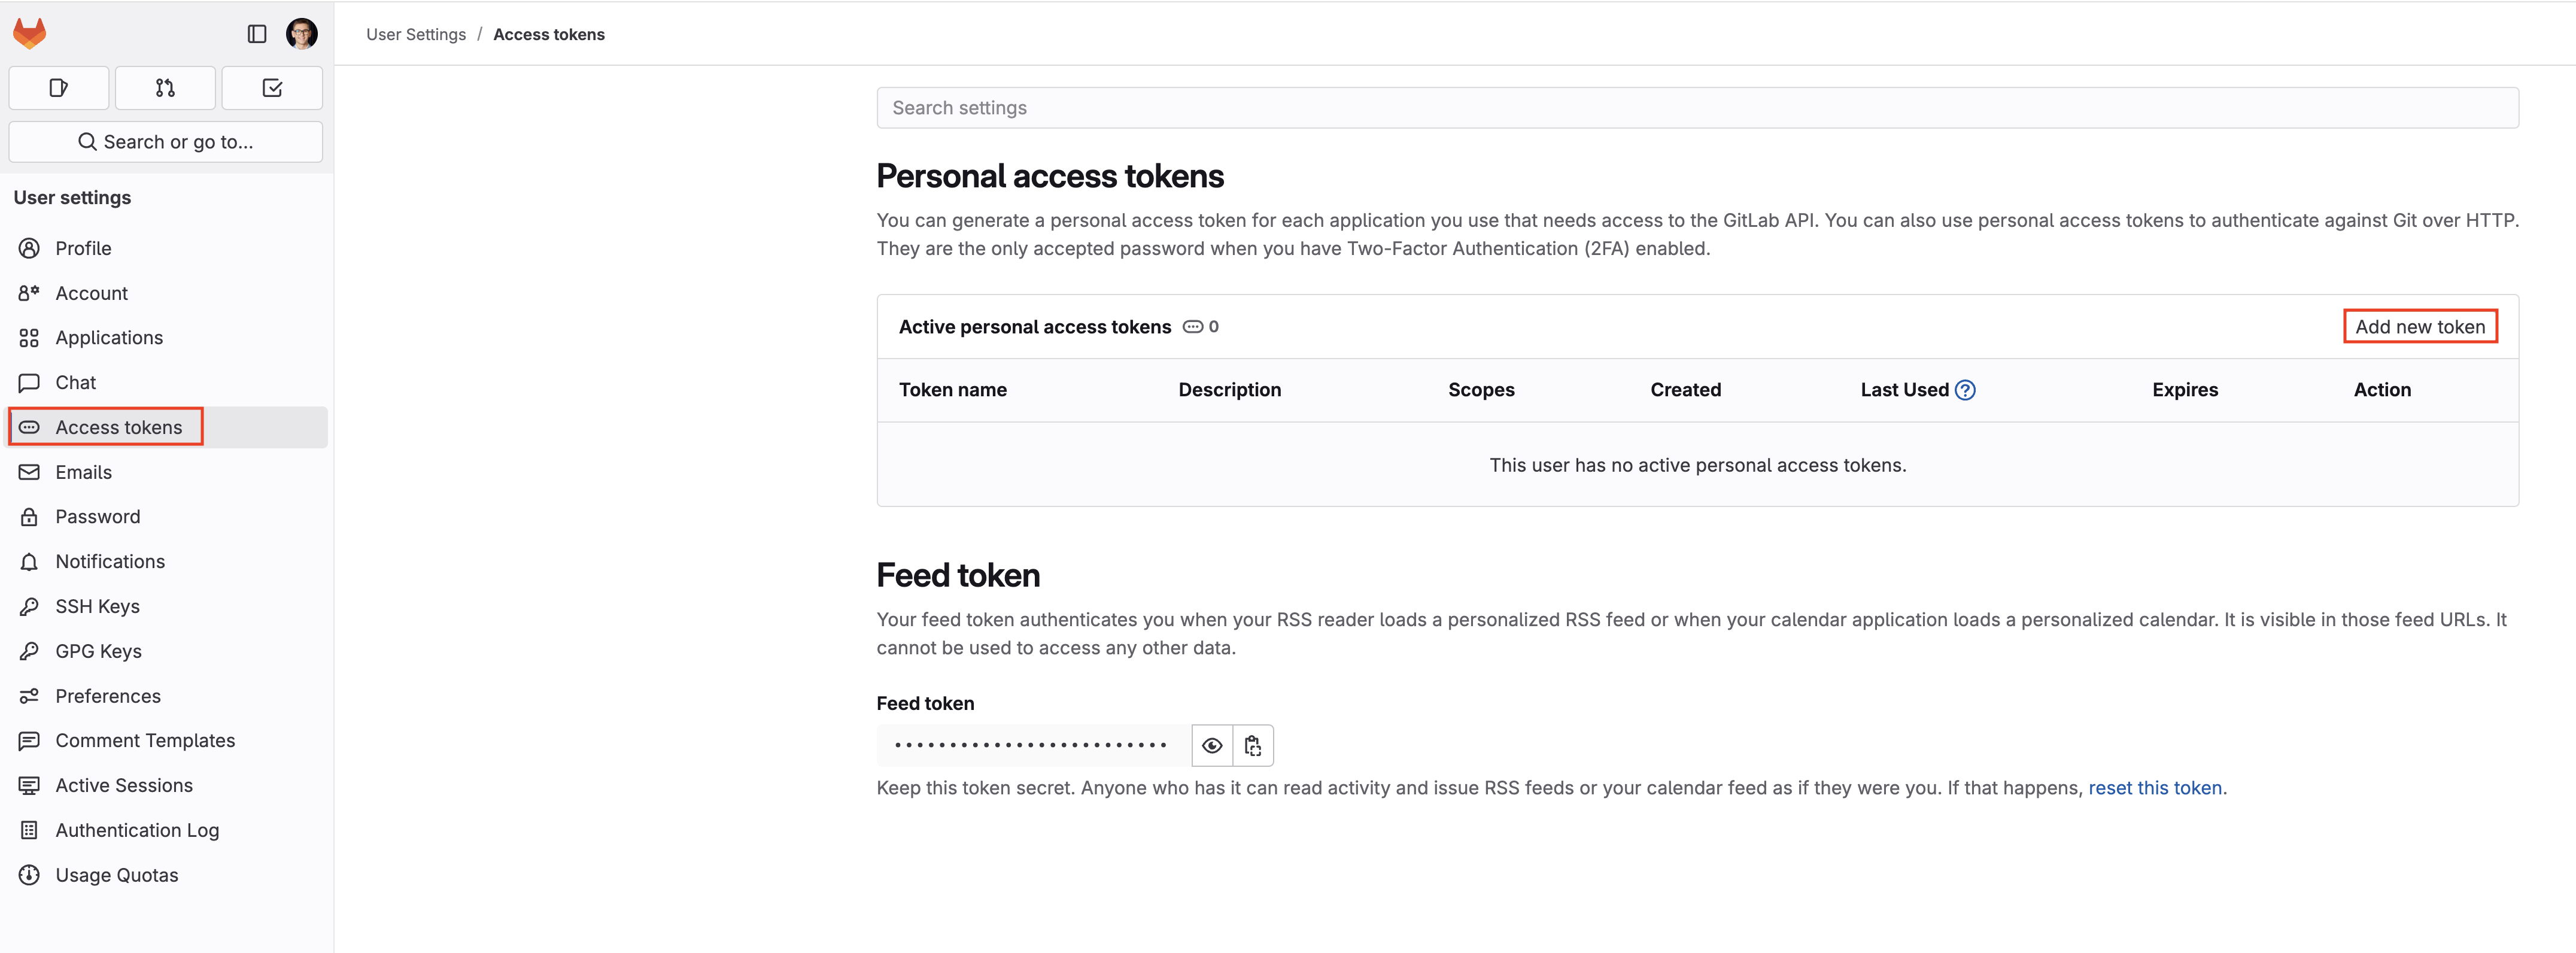 User Settings / Access tokens
Search or go to...
User settings
Profile
Account
Applications
Chat
Access tokens
Emails
Password
Notifications
SSH Keys
GPG Keys
Preferences
Comment Templates
Active Sessions
Authentication Log
Usage Quotas
Search settings
Personal access tokens
You can generate a personal access token for each application you use that needs access to the GitLab API. You can also use personal access tokens to authenticate against Git over HTTP.
They are the only accepted password when you have Two-Factor Authentication (2FA) enabled.
Active personal access tokens 0
Add new token
Token name Description Scopes Created Last Used Expires Action
This user has no active personal access tokens.
Feed token
Your feed token authenticates you when your RSS reader loads a personalized RSS feed or when your calendar application loads a personalized calendar. It is visible in those feed URLs. It
cannot be used to access any other data.
Feed token
Keep this token secret. Anyone who has it can read activity and issue RSS feeds or your calendar feed as if they were you. If that happens, reset this token.